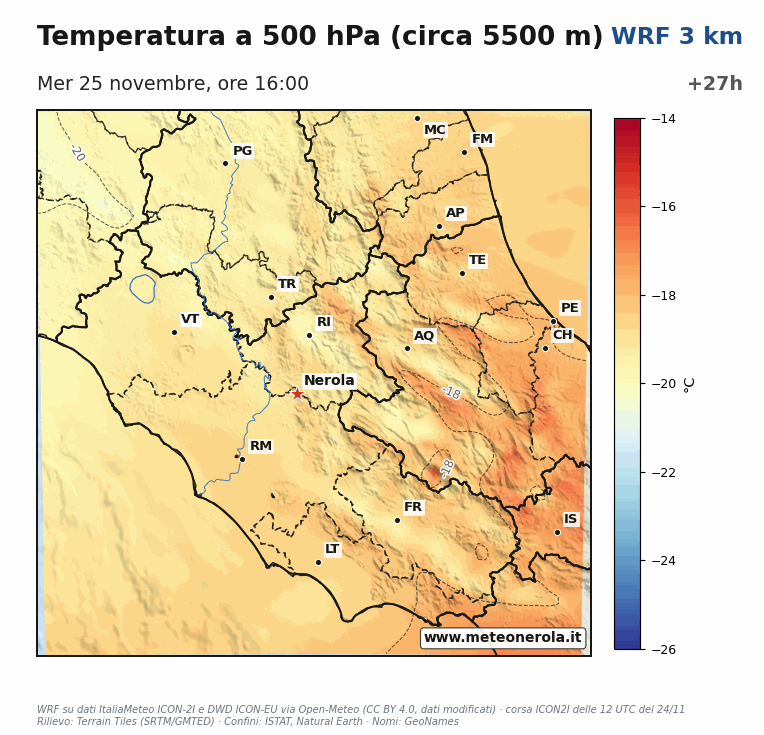 Temperatura a 500 hPa (circa 5500 m) WRF 3 km
Mer 25 novembre, ore 16:00 +27h
-20
MC
FM
PG
AP
TE
TR
PE
VT
RI
AQ
CH
Nerola
-18
RM
-18
FR
IS
LT
www.meteonerola.it
−14
−16
−18
−20
−22
−24
−26
°C
WRF su dati ItaliaMeteo ICON-2I e DWD ICON-EU via Open-Meteo (CC BY 4.0, dati modificati) · corsa ICON2I delle 12 UTC del 24/11
Rilievo: Terrain Tiles (SRTM/GMTED) · Confini: ISTAT, Natural Earth · Nomi: GeoNames